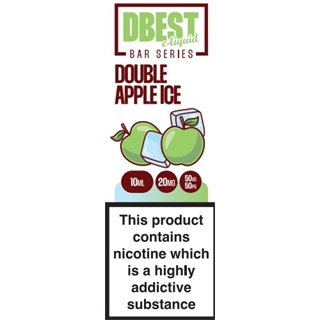 DBEST
e-liquid
BAR SERIES
DOUBLE
APPLE ICE
10ML
20MG
50VG
50PG
This product
contains
nicotine which
is a highly
addictive
substance